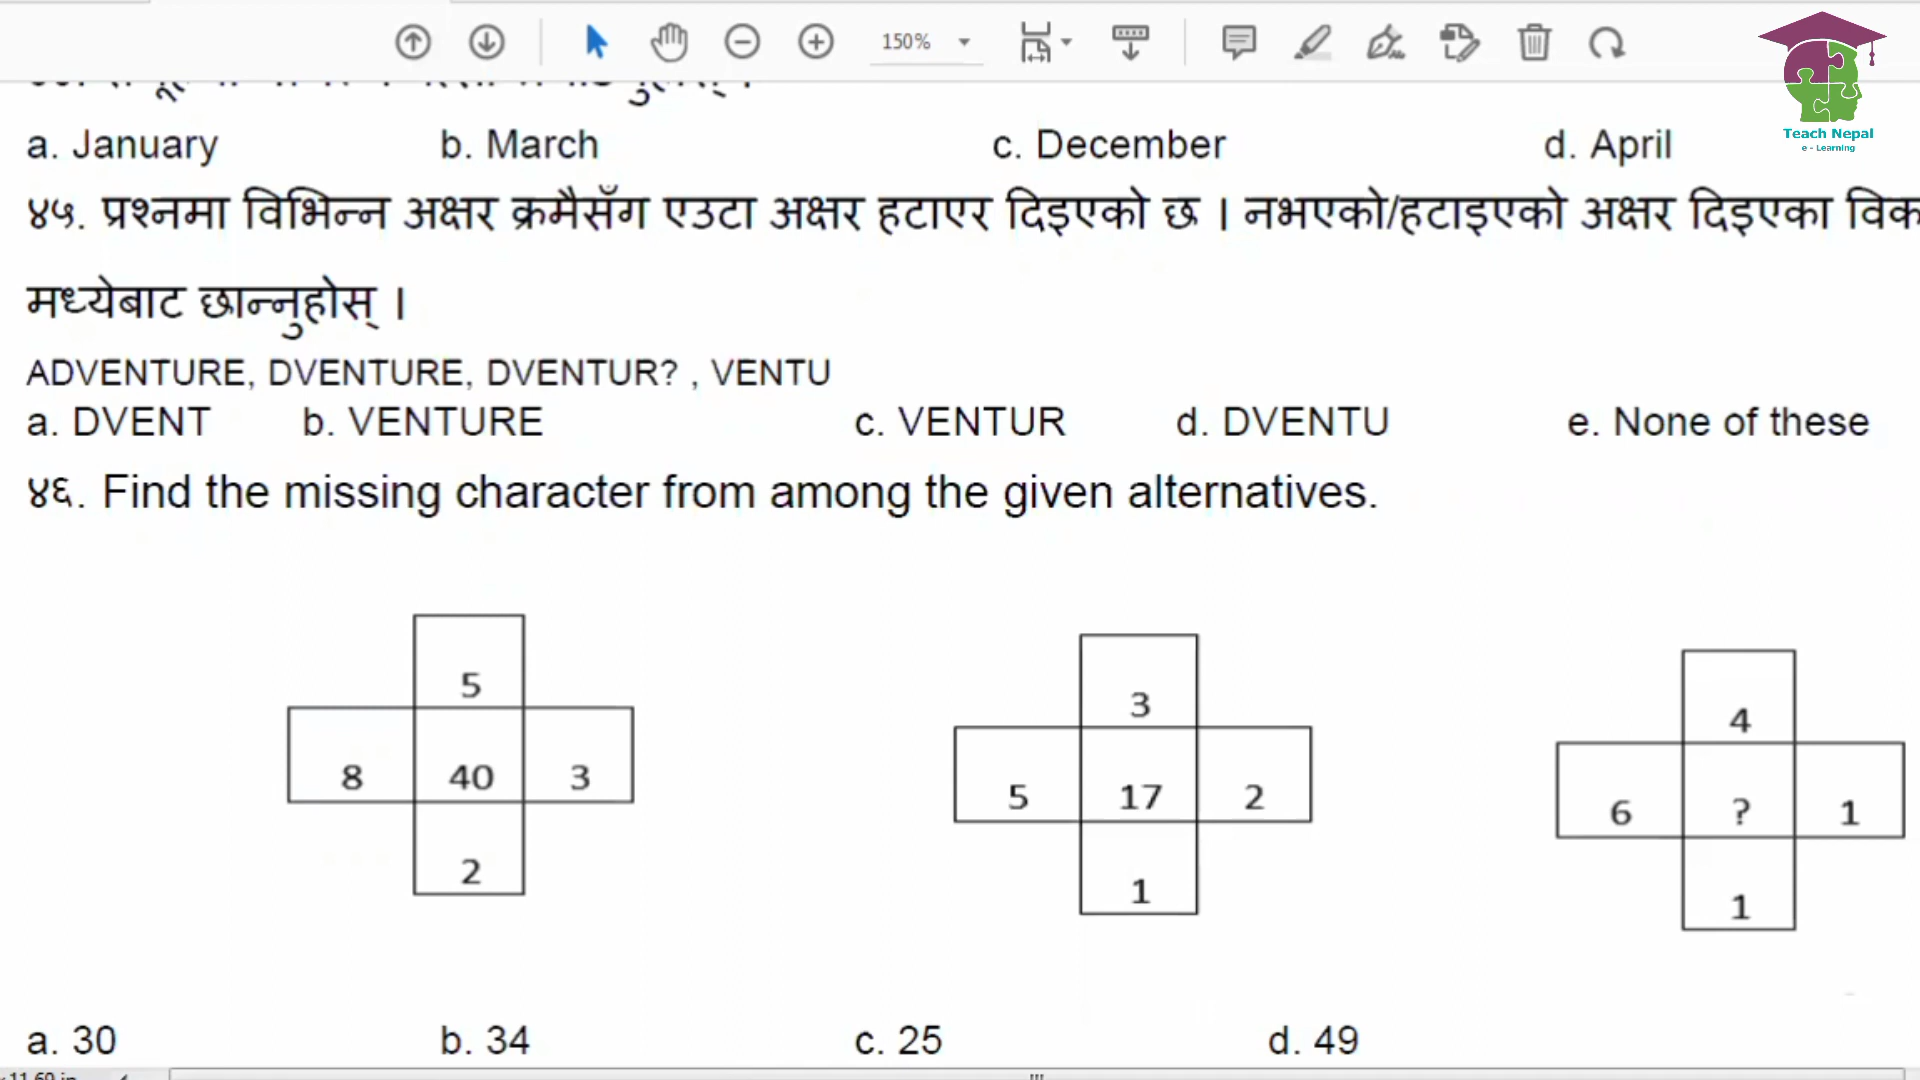 150%
Teach Nepal
e - Learning
a. January b. March c. December d. April
४५. प्रश्नमा विभिन्न अक्षर क्रमैसँग एउटा अक्षर हटाएर दिइएको छ । नभएको/हटाइएको अक्षर दिइएका
मध्येबाट छान्नुहोस् ।
ADVENTURE, DVENTURE, DVENTUR? , VENTU
a. DVENT b. VENTURE c. VENTUR d. DVENTU e. None of these
४६. Find the missing character from among the given alternatives.
5
8 40 3
2
3
5 17 2
1
4
6 ? 1
1
a. 30 b. 34 c. 25 d. 49